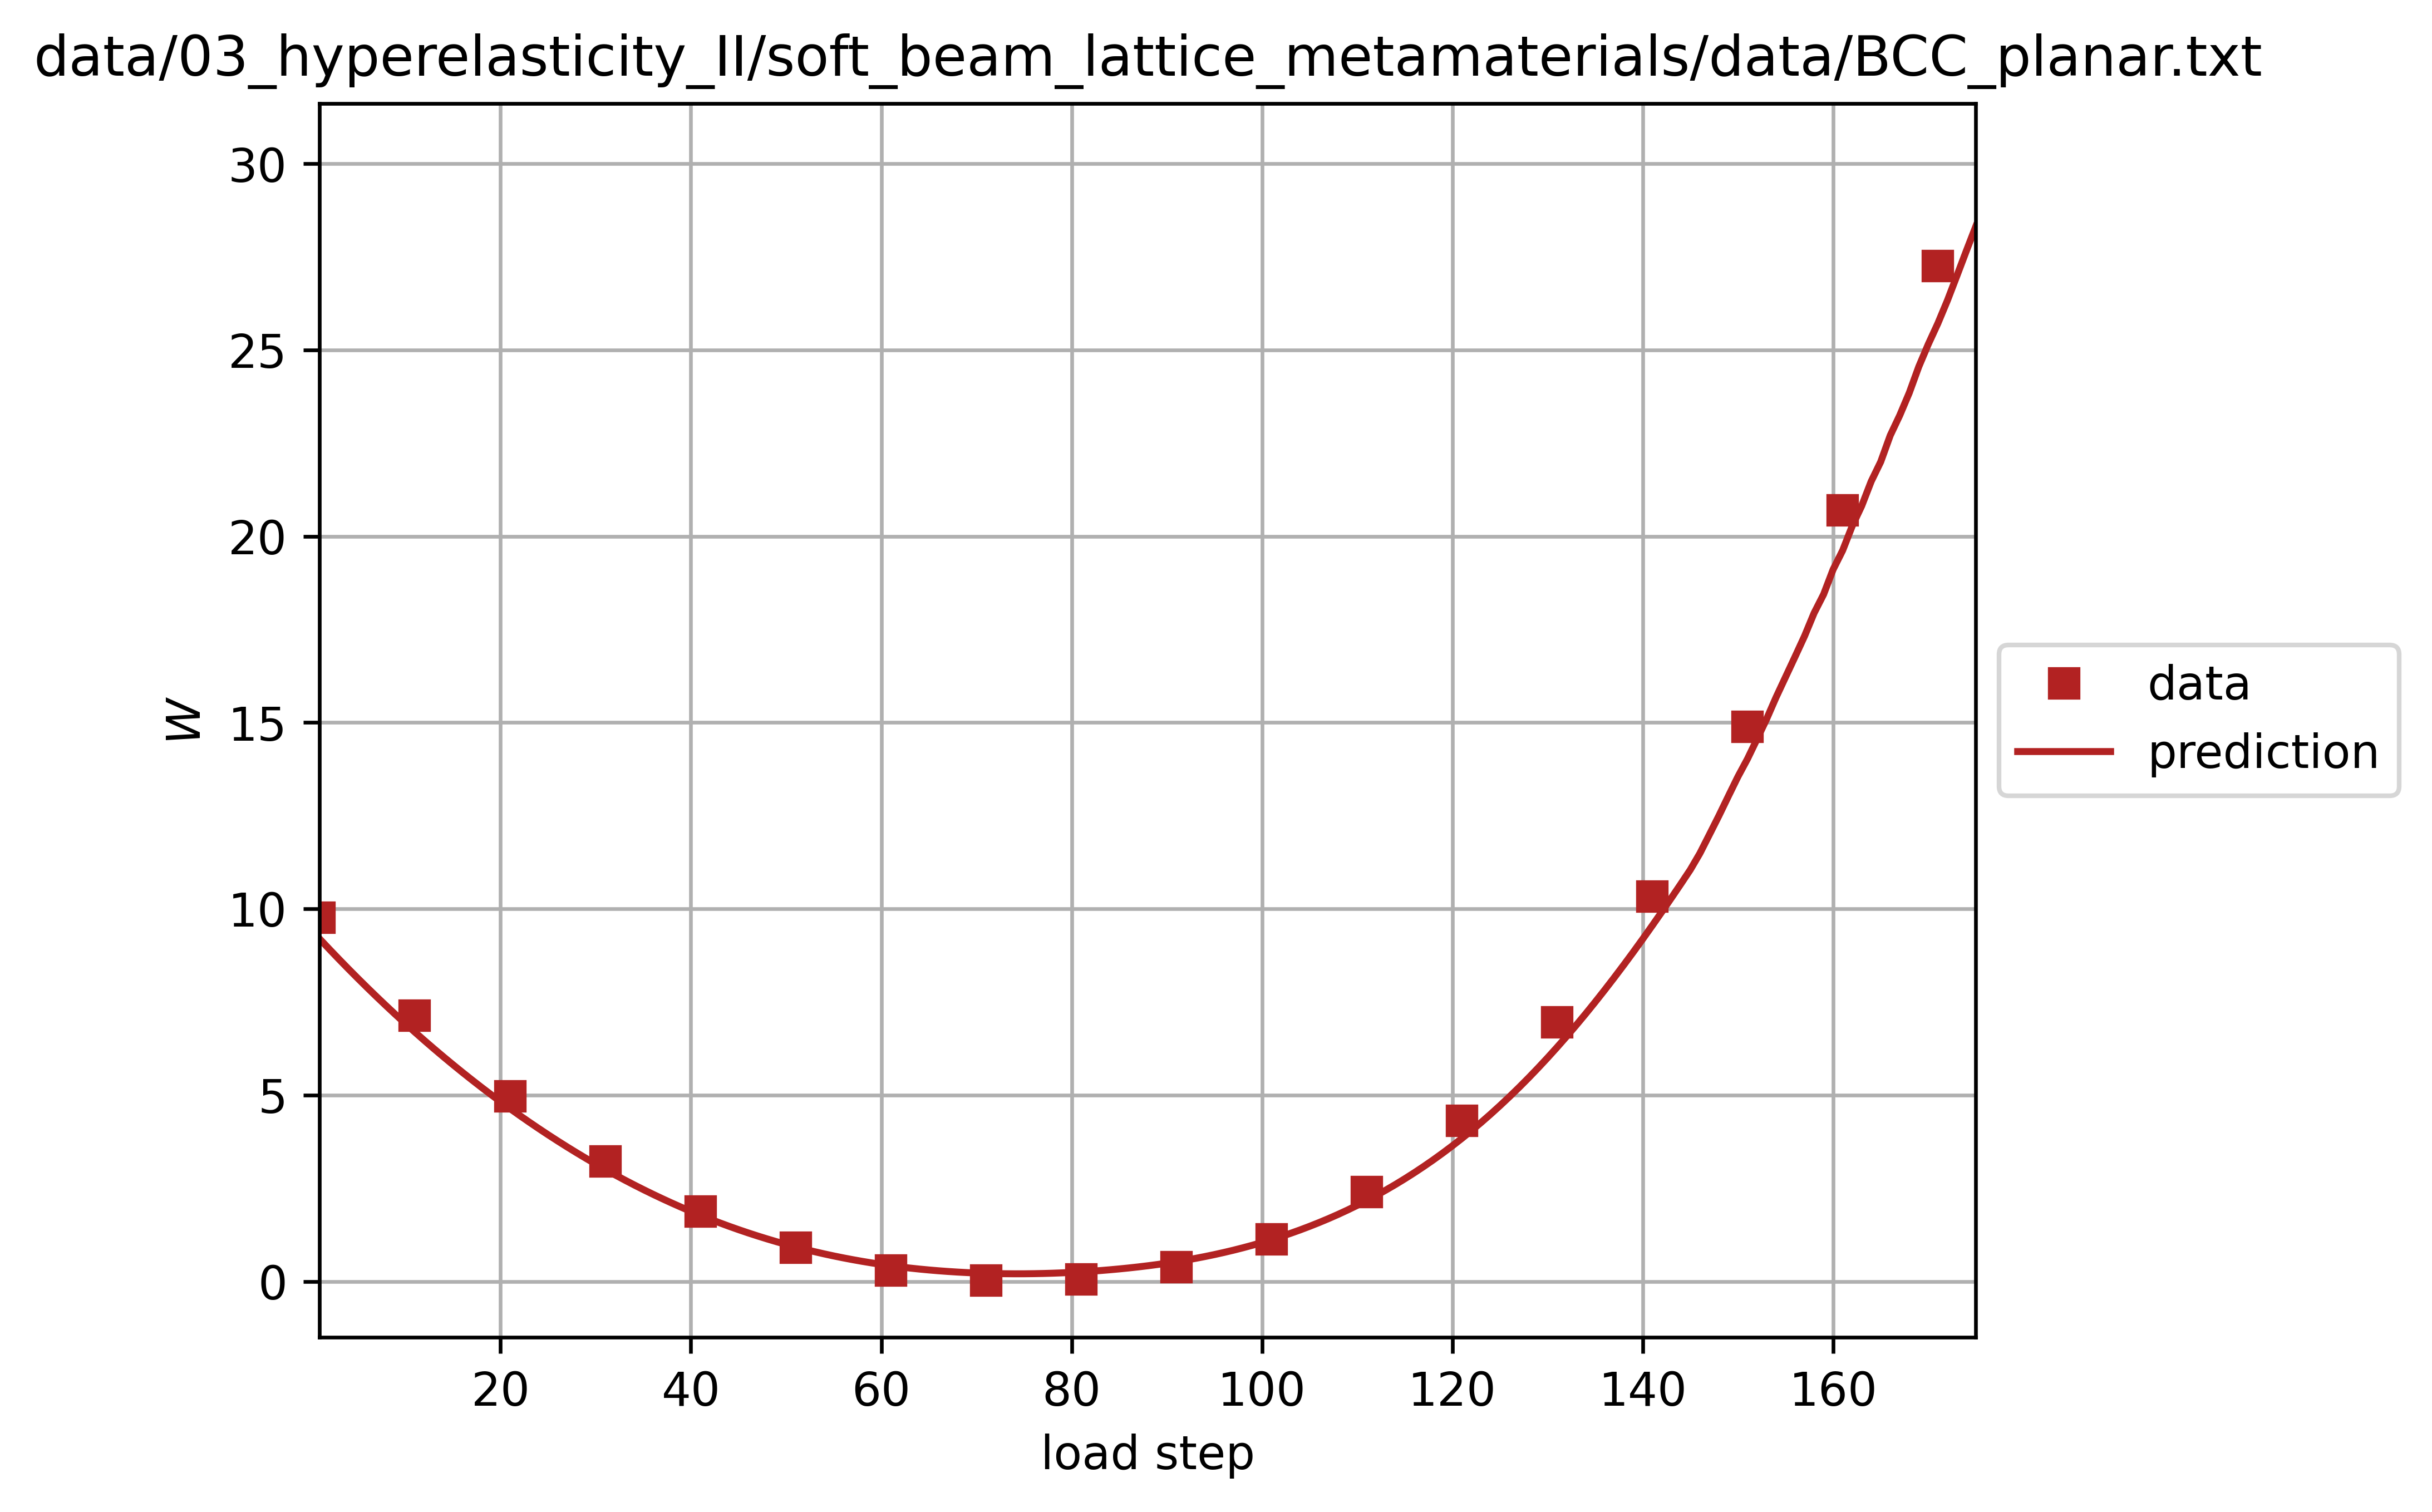 data/03_hyperelasticity_II/soft_beam_lattice_metamaterials/data/BCC_planar.txt
30
25
20
15
10
5
0
W
20 40 60 80 100 120 140 160
load step
data
prediction